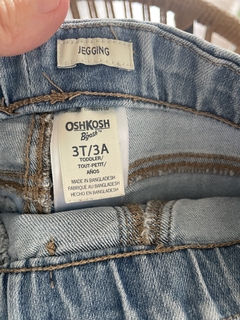 JEGGING
OSHKOSH
B'gosh
3T/3A
TODDLER/
TOUT-PETIT/
AÑOS
MADE IN BANGLADESH
FABRIQUÉ AU BANGLADESH
HECHO EN BANGLADESH